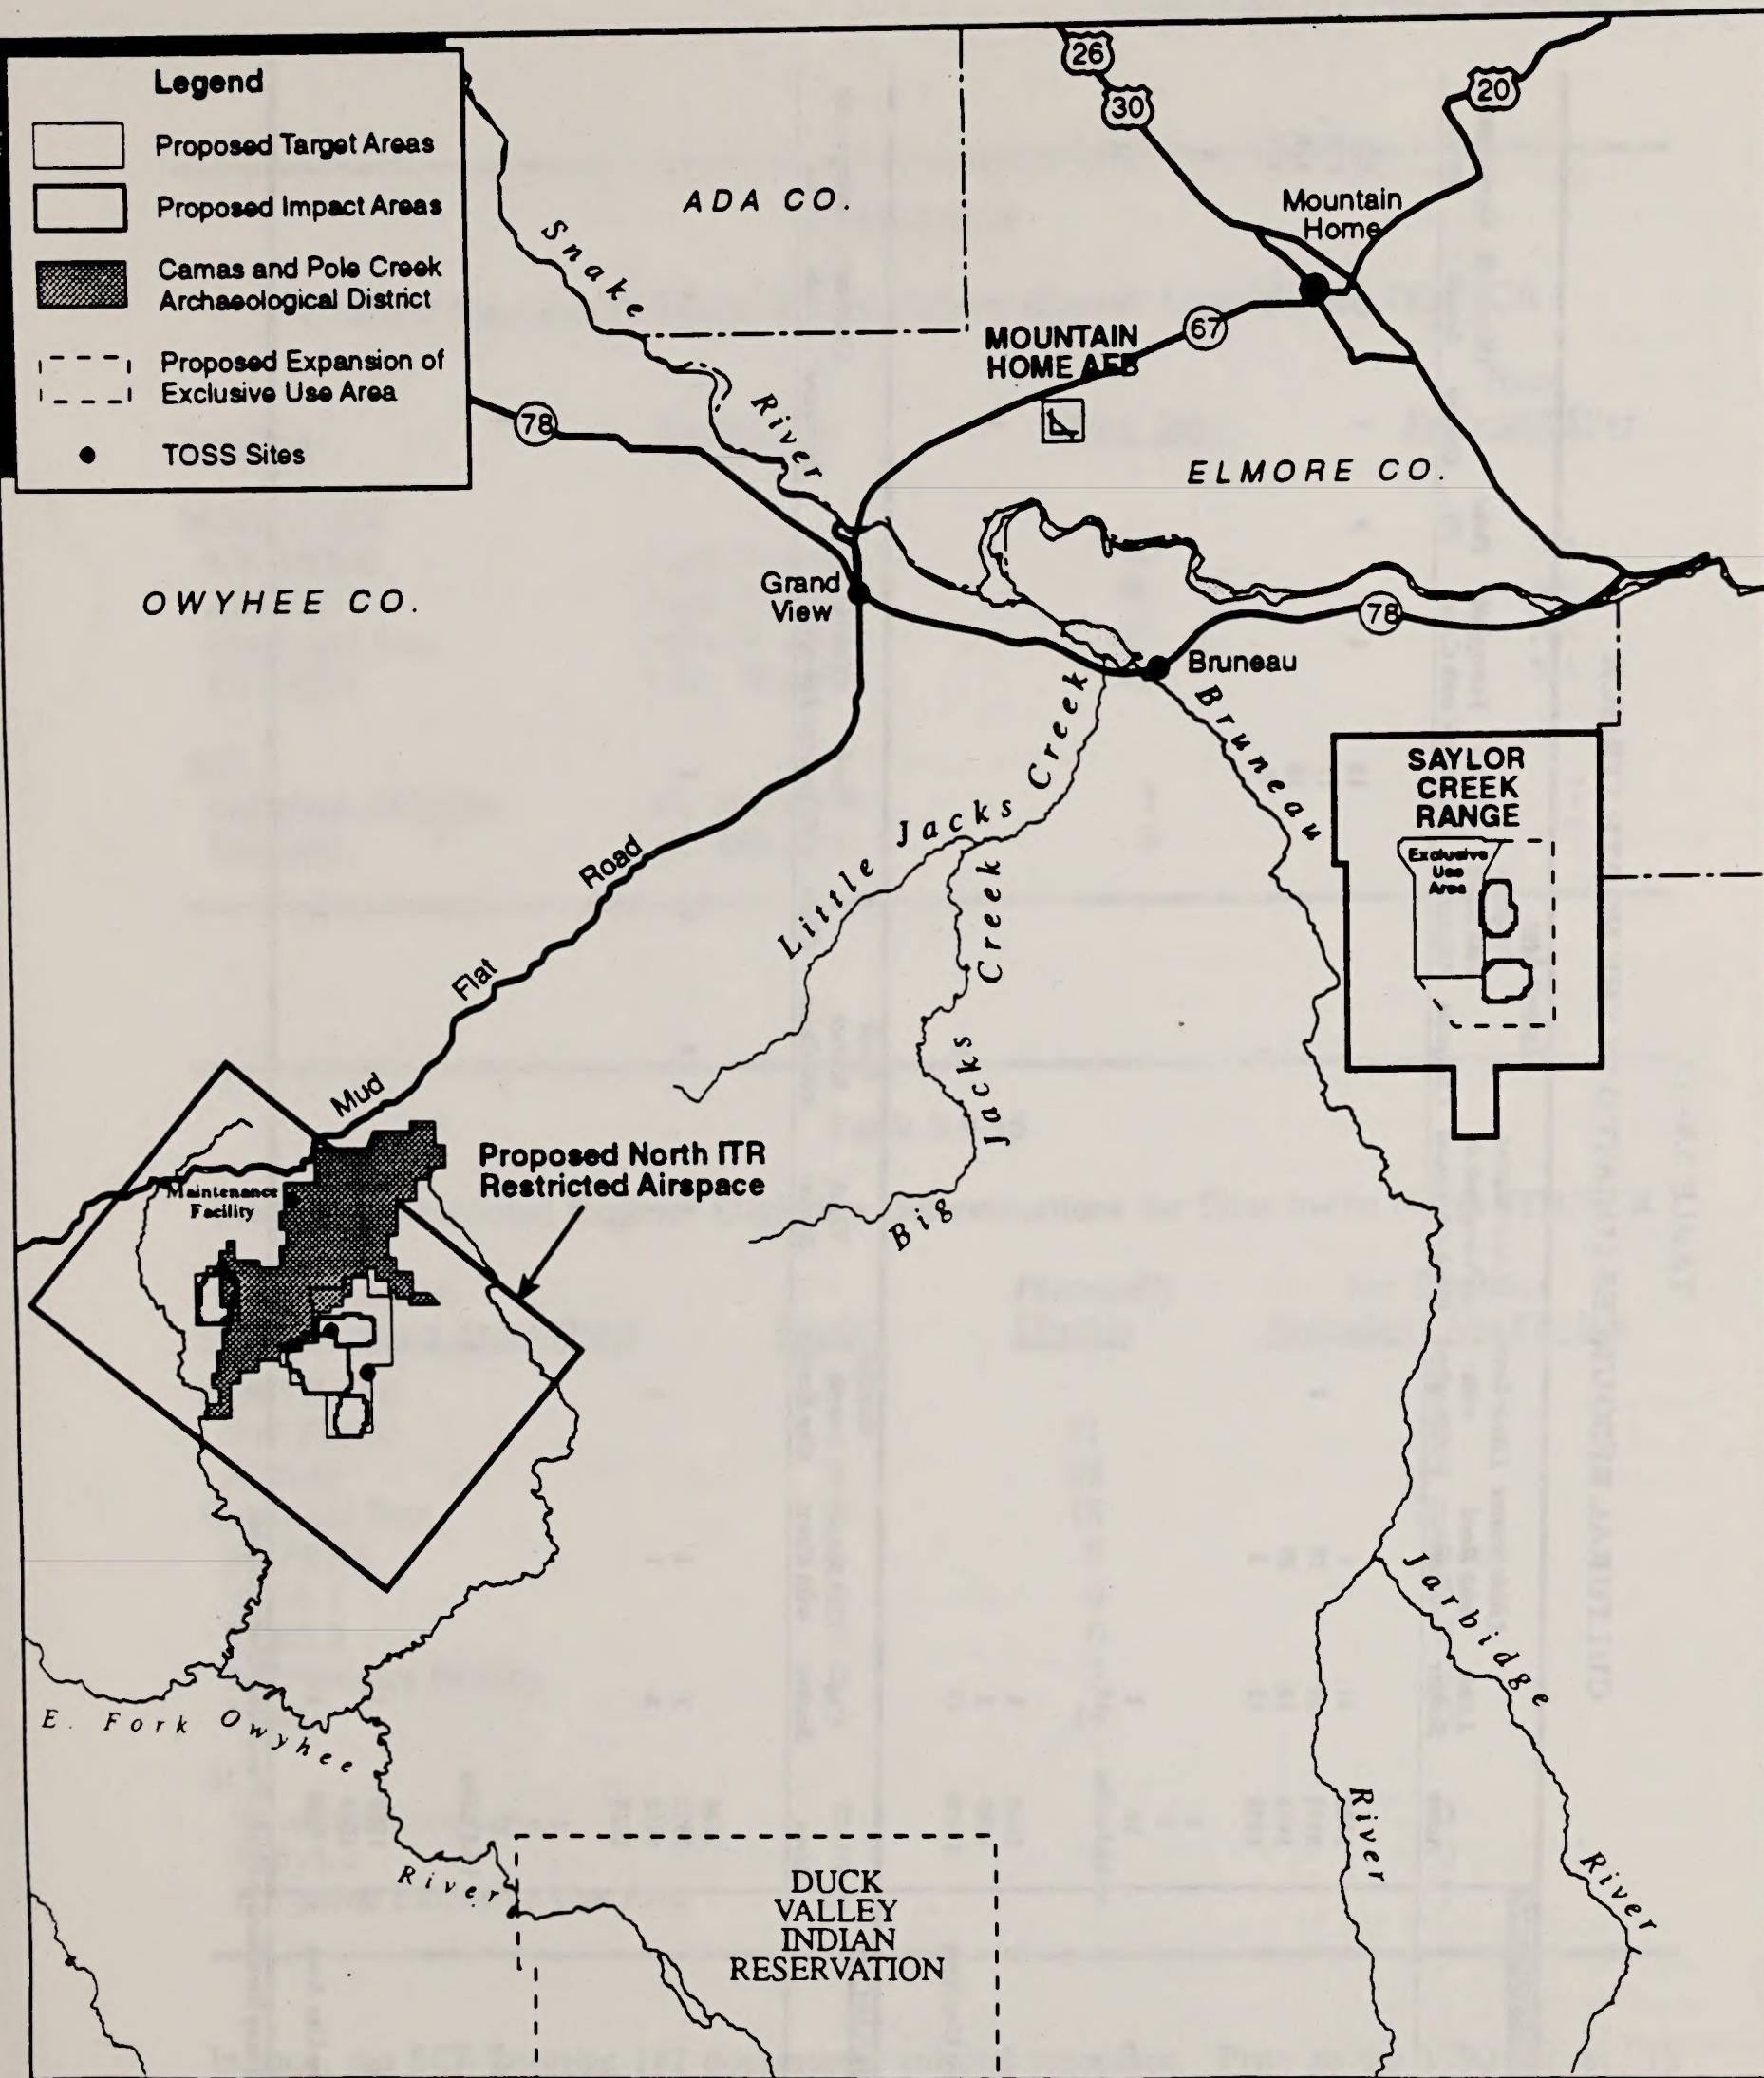 Legend
Proposed Target Areas
Proposed Impact Areas
Camas and Pole Creek
Archaeological District
Proposed Expansion of
Exclusive Use Area
TOSS Sites
26
30
20
ADA CO.
Mountain
Home
Snake
River
67
MOUNTAIN
HOME AFB
78
ELMORE CO.
OWYHEE CO.
Grand
View
78
Bruneau
Bruneau
SAYLOR
CREEK
RANGE
Exclusive
Use
Area
Little Jacks Creek
Mud Flat Road
Big Jacks Creek
Proposed North ITR
Restricted Airspace
Maintenance
Facility
Jarbidge
River
River
E. Fork Owyhee
River
DUCK
VALLEY
INDIAN
RESERVATION